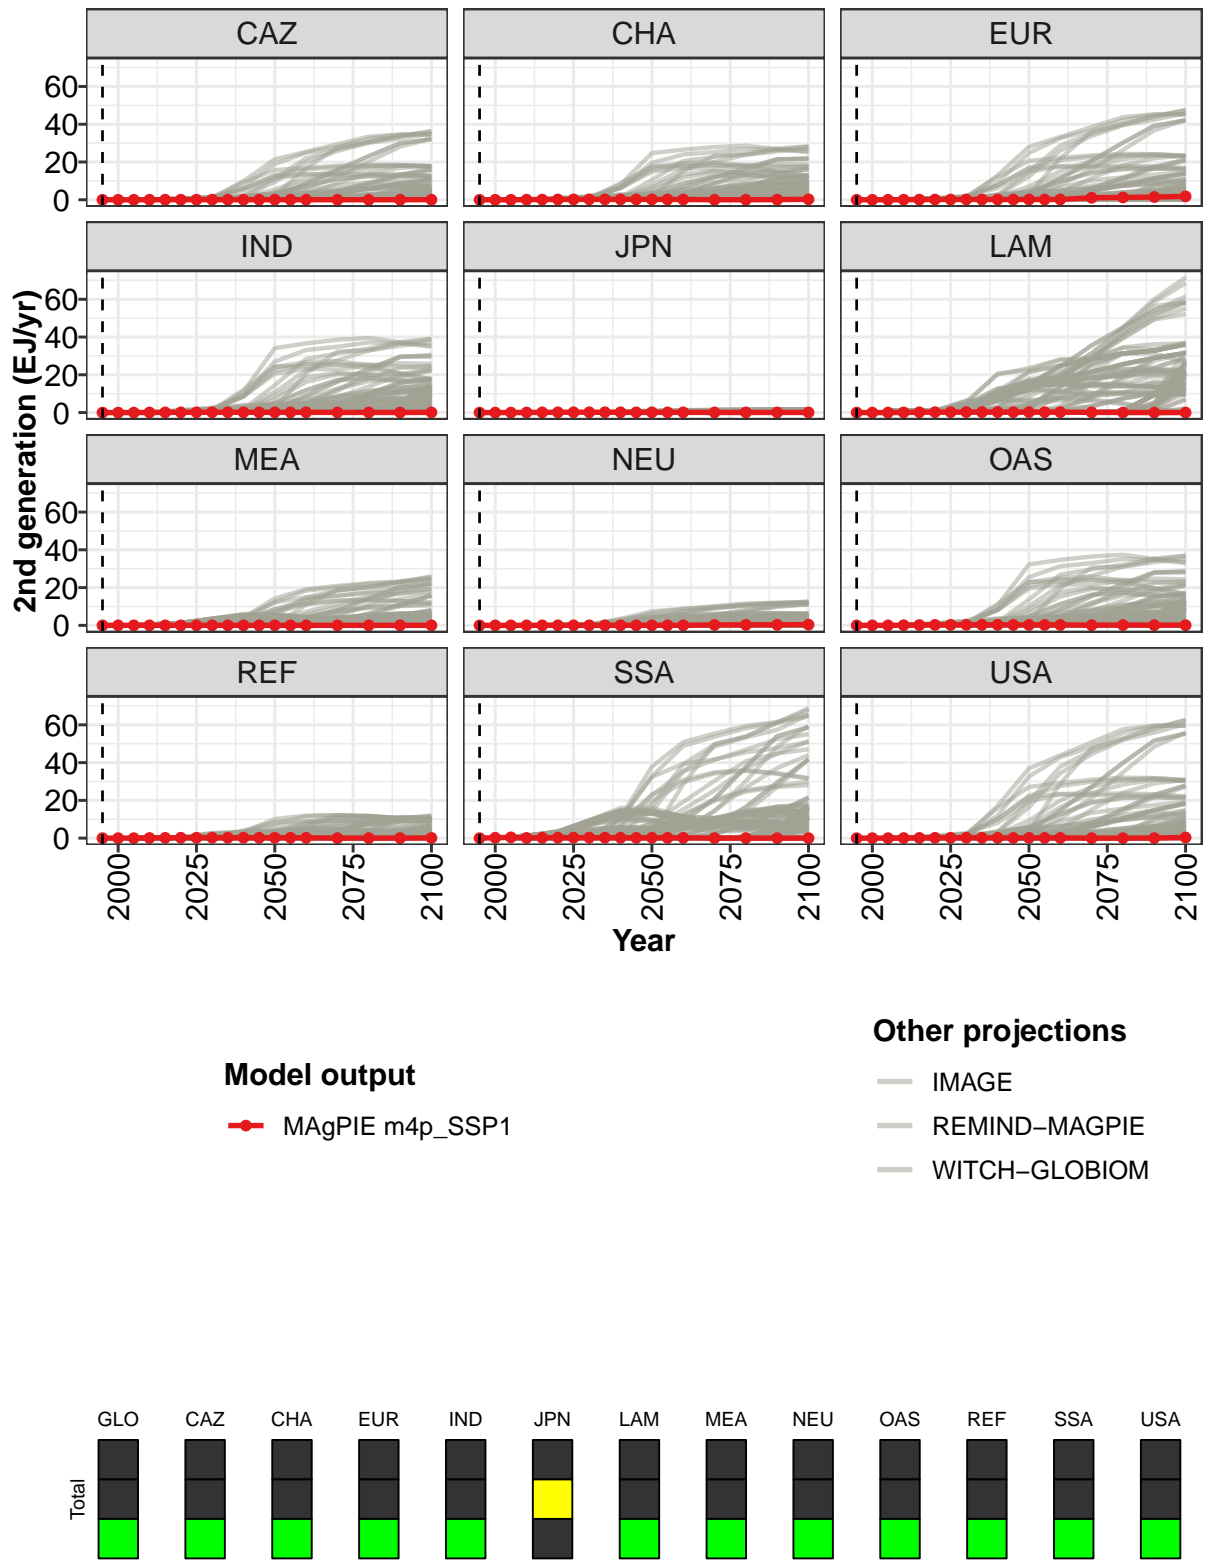 CAZ CHA EUR
60
40
20
0
IND JPN LAM
60
40
20
0
MEA NEU OAS
60
40
20
0
REF SSA USA
60
40
20
0
2nd generation (EJ/yr)
2000 2025 2050 2075 2100 2000 2025 2050 2075 2100 2000 2025 2050 2075 2100
Year
Model output
MAgPIE m4p_SSP1
Other projections
IMAGE
REMIND−MAGPIE
WITCH−GLOBIOM
GLO CAZ CHA EUR IND JPN LAM MEA NEU OAS REF SSA USA
Total